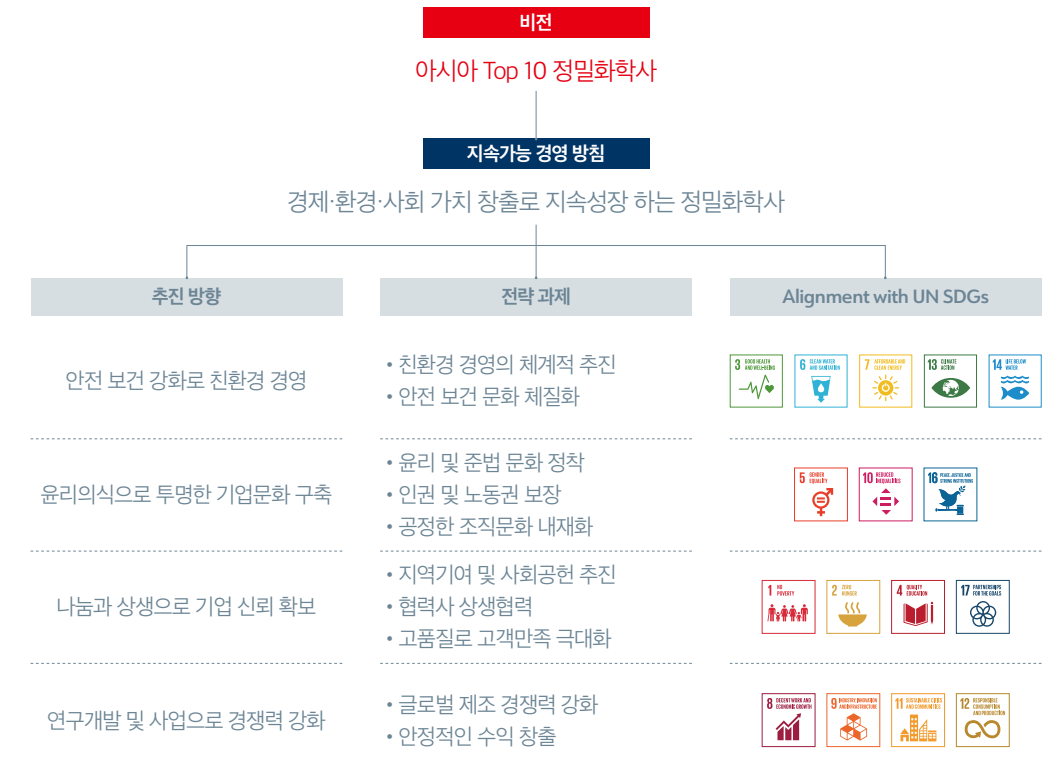 비전
아시아 Top 10 정밀화학사
지속가능 경영 방침
경제·환경·사회 가치 창출로 지속성장 하는 정밀화학사
추진 방향
전략 과제
Alignment with UN SDGs
안전 보건 강화로 친환경 경영
• 친환경 경영의 체계적 추진
• 안전 보건 문화 체질화
3 GOOD HEALTH
AND WELL-BEING
6 CLEAN WATER
AND SANITATION
7 AFFORDABLE AND
CLEAN ENERGY
13 CLIMATE
ACTION
14 LIFE BELOW
WATER
윤리의식으로 투명한 기업문화 구축
• 윤리 및 준법 문화 정착
• 인권 및 노동권 보장
• 공정한 조직문화 내재화
5 GENDER
EQUALITY
10 REDUCED
INEQUALITIES
16 PEACE, JUSTICE AND
STRONG INSTITUTIONS
나눔과 상생으로 기업 신뢰 확보
• 지역기여 및 사회공헌 추진
• 협력사 상생협력
• 고품질로 고객만족 극대화
1 NO
POVERTY
2 ZERO
HUNGER
4 QUALITY
EDUCATION
17 PARTNERSHIPS
FOR THE GOALS
연구개발 및 사업으로 경쟁력 강화
• 글로벌 제조 경쟁력 강화
• 안정적인 수익 창출
8 DECENT WORK AND
ECONOMIC GROWTH
9 INDUSTRY, INNOVATION
AND INFRASTRUCTURE
11 SUSTAINABLE CITIES
AND COMMUNITIES
12 RESPONSIBLE
CONSUMPTION
AND PRODUCTION